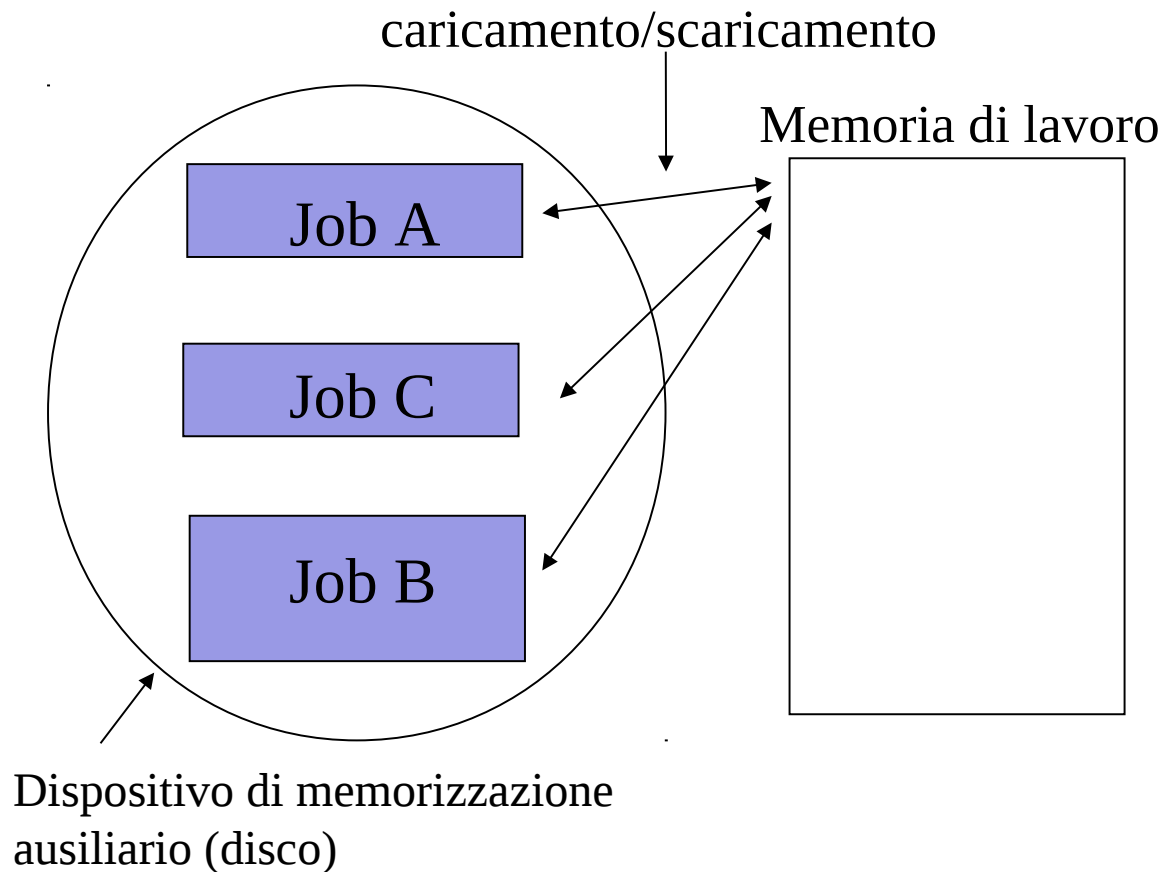 caricamento/scaricamento
Memoria di lavoro
Job A
Job C
Job B
Dispositivo di memorizzazione
ausiliario (disco)